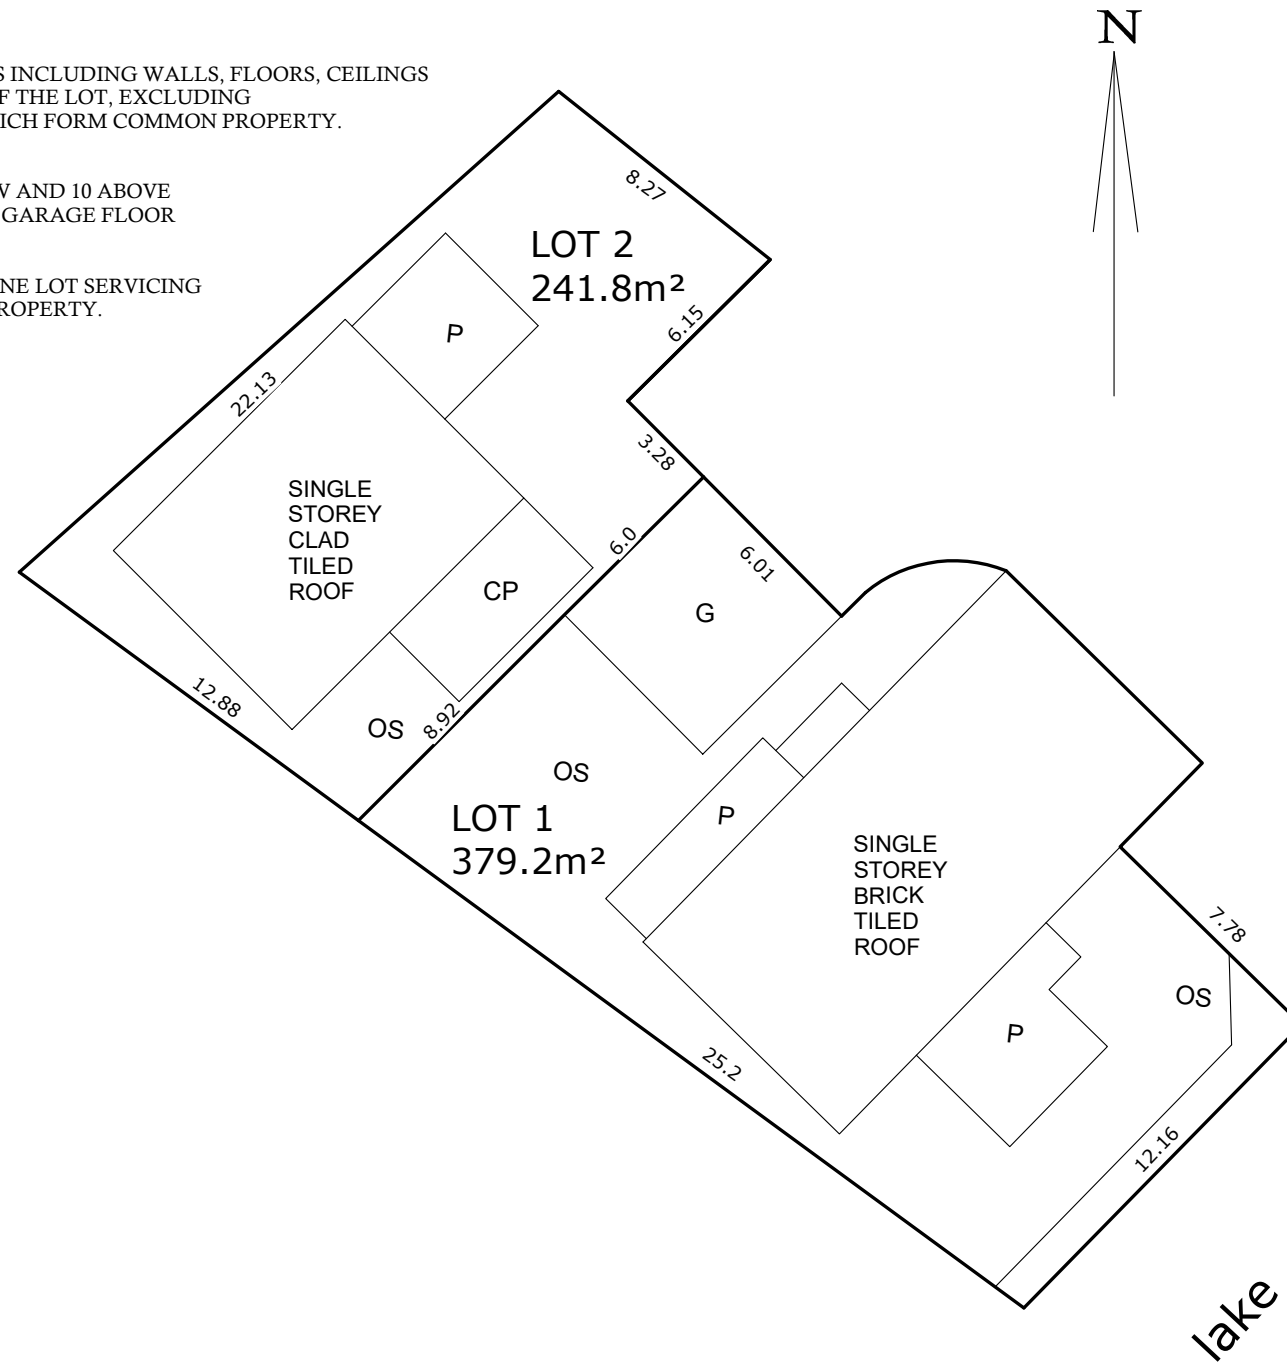 N
S INCLUDING WALLS, FLOORS, CEILINGS
F THE LOT, EXCLUDING
ICH FORM COMMON PROPERTY.
W AND 10 ABOVE
GARAGE FLOOR
NE LOT SERVICING
ROPERTY.
8.27
LOT 2
241.8m²
6.15
P
22.13
3.28
SINGLE
STOREY
CLAD
TILED
ROOF
6.0
6.01
CP
G
12.88
OS
8.92
OS
LOT 1
379.2m²
P
SINGLE
STOREY
BRICK
TILED
ROOF
7.78
OS
P
25.2
12.16
lake